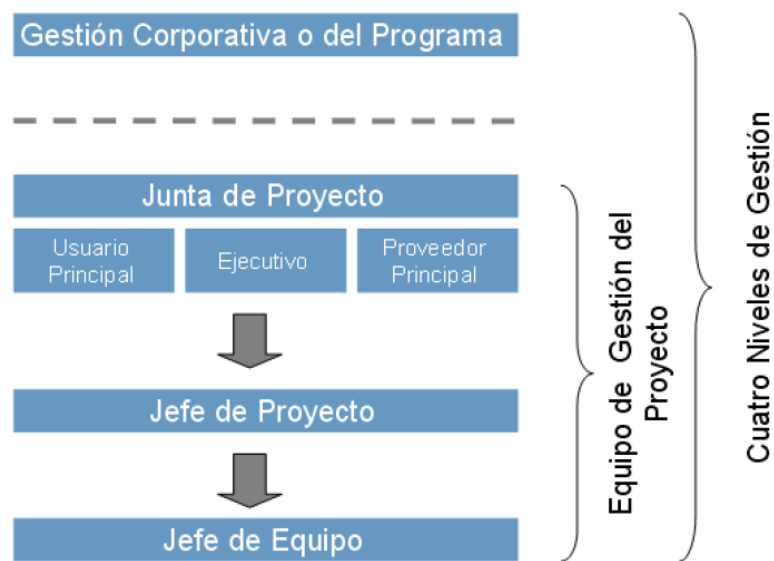 Gestión Corporativa o del Programa
Junta de Proyecto
Usuario
Principal
Ejecutivo
Proveedor
Principal
Jefe de Proyecto
Jefe de Equipo
Equipo de Gestión del
Proyecto
Cuatro Niveles de Gestión